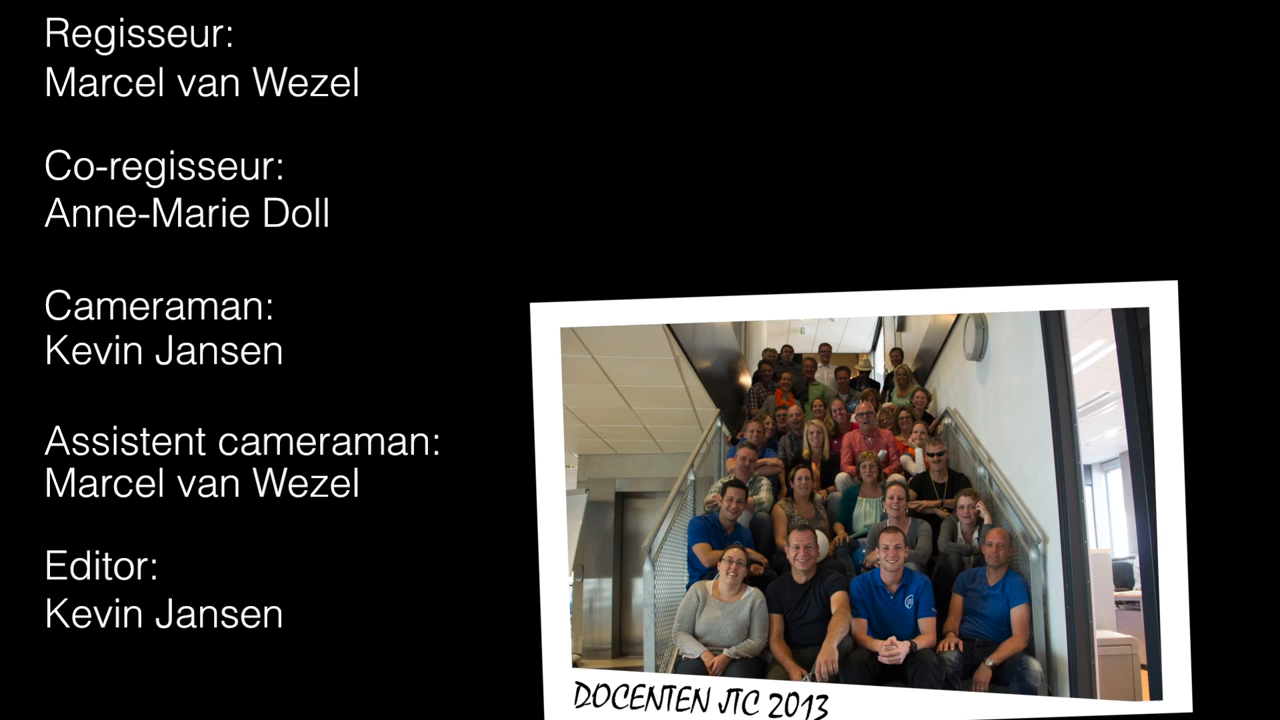 Regisseur:
Marcel van Wezel
Co-regisseur:
Anne-Marie Doll
Cameraman:
Kevin Jansen
Assistent cameraman:
Marcel van Wezel
Editor:
Kevin Jansen
DOCENTEN JTC 2013